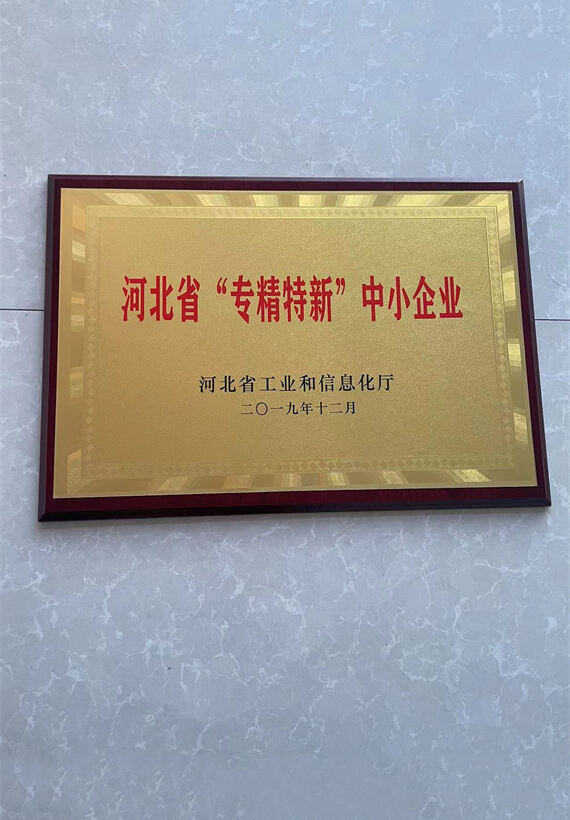 河北省“专精特新”中小企业
河北省工业和信息化厅
二〇一九年十二月